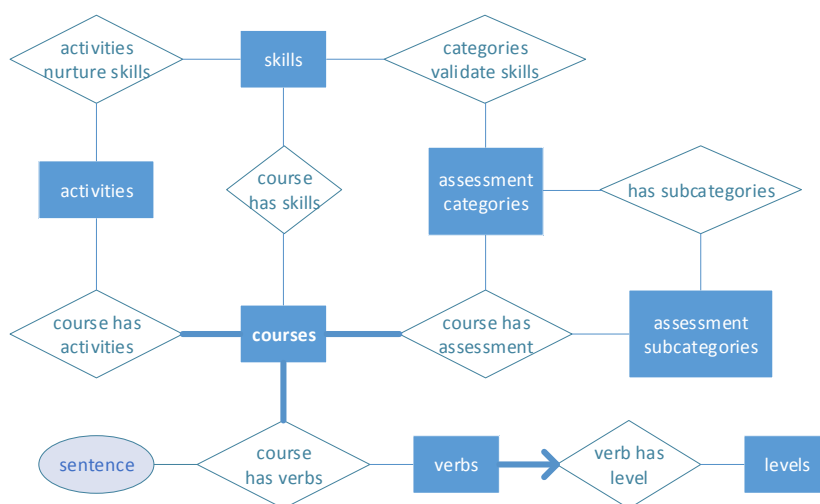 activities
nurture skills
skills
categories
validate skills
activities
course
has skills
assessment
categories
has subcategories
course has
activities
courses
course has
assessment
assessment
subcategories
sentence
course
has verbs
verbs
verb has
level
levels